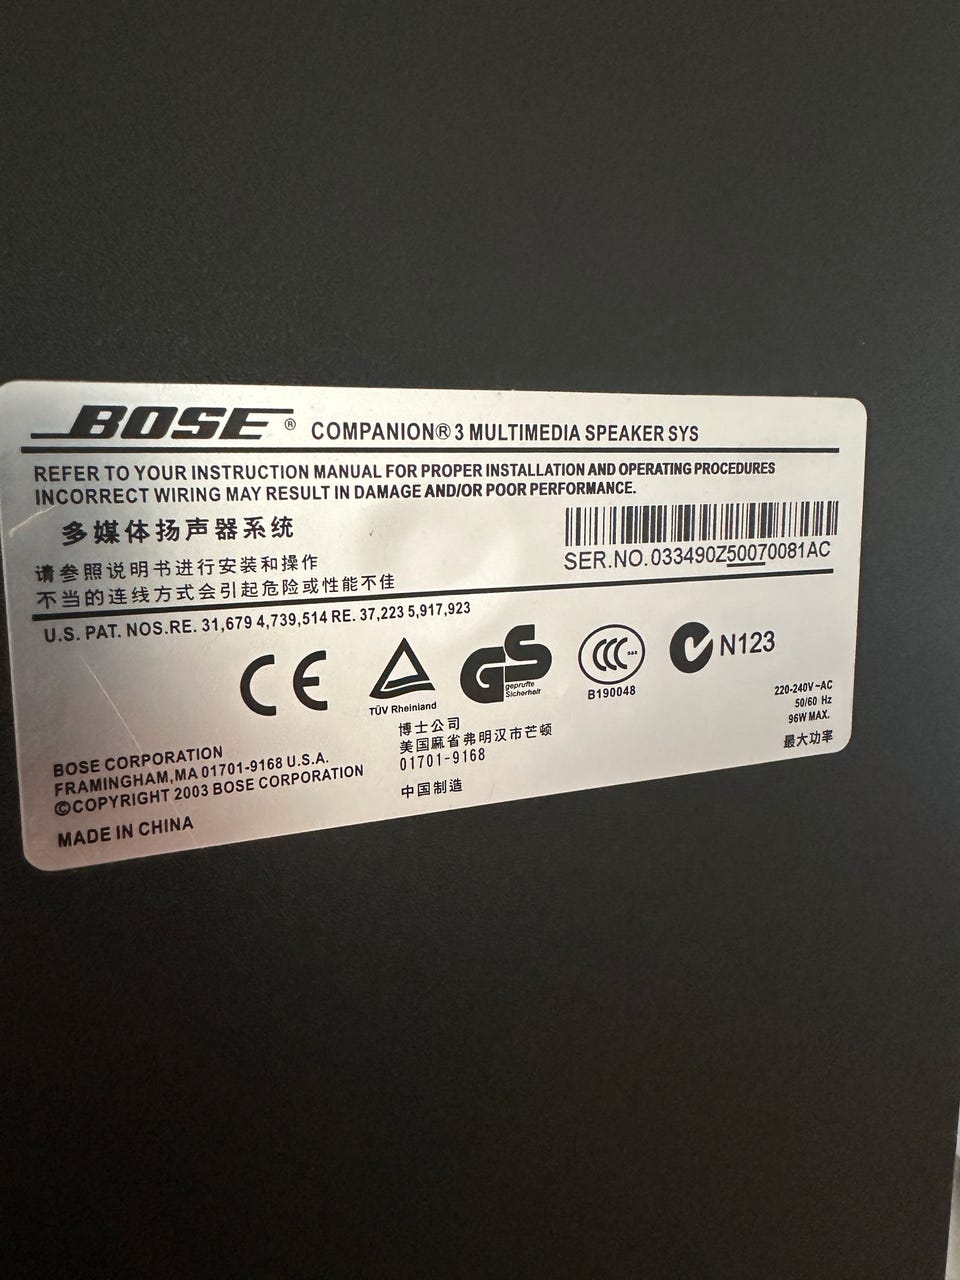 BOSE® COMPANION® 3 MULTIMEDIA SPEAKER SYS
REFER TO YOUR INSTRUCTION MANUAL FOR PROPER INSTALLATION AND OPERATING PROCEDURES
INCORRECT WIRING MAY RESULT IN DAMAGE AND/OR POOR PERFORMANCE.
多媒体扬声器系统
请参照说明书进行安装和操作
不当的连线方式会引起危险或性能不佳
SER.NO. 033490Z50070081AC
U.S. PAT. NOS.RE. 31,679 4,739,514 RE. 37,223 5,917,923
CE
TÜV Rheinland
GS
geprüfte
Sicherheit
CCC S&E
B190048
N123
220-240V~AC
50/60 Hz
96W MAX.
最大功率
博士公司
美国麻省弗明汉市芒顿
01701-9168
中国制造
BOSE CORPORATION
FRAMINGHAM,MA 01701-9168 U.S.A.
©COPYRIGHT 2003 BOSE CORPORATION
MADE IN CHINA